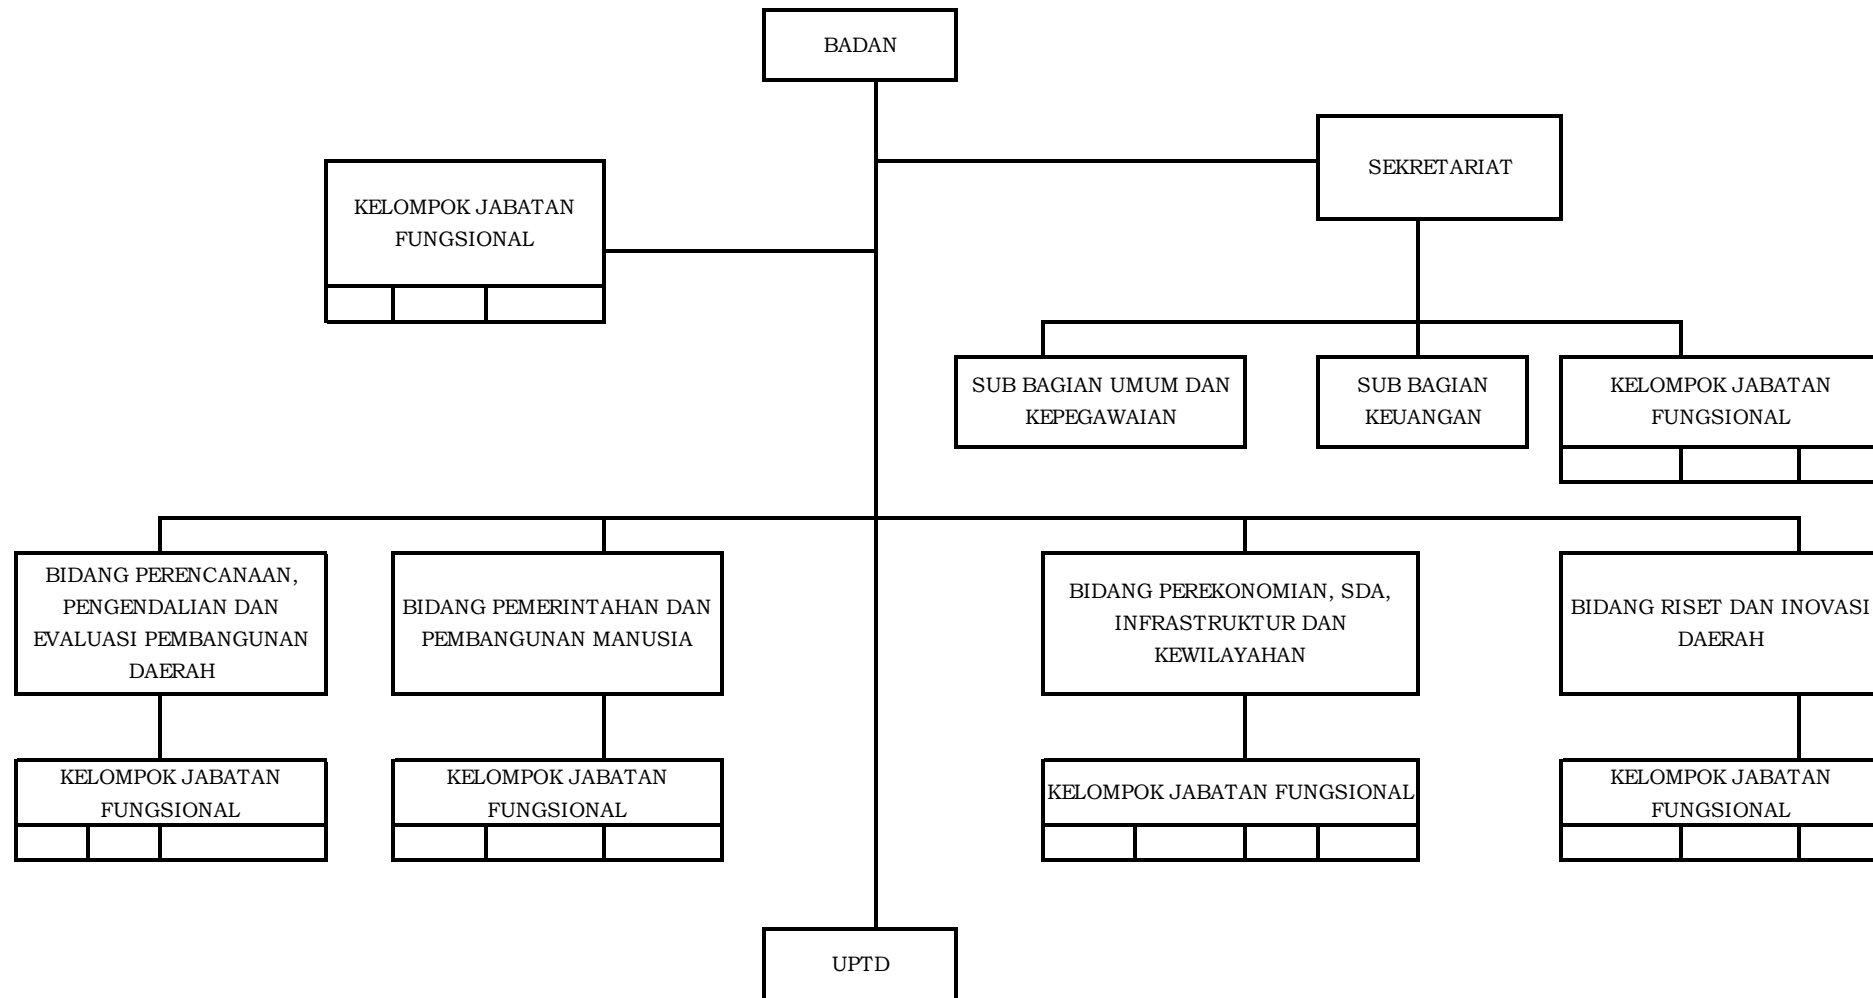 BADAN
SEKRETARIAT
KELOMPOK JABATAN
FUNGSIONAL
SUB BAGIAN UMUM DAN
KEPEGAWAIAN
SUB BAGIAN
KEUANGAN
KELOMPOK JABATAN
FUNGSIONAL
BIDANG PERENCANAAN,
PENGENDALIAN DAN
EVALUASI PEMBANGUNAN
DAERAH
BIDANG PEMERINTAHAN DAN
PEMBANGUNAN MANUSIA
BIDANG PEREKONOMIAN, SDA,
INFRASTRUKTUR DAN
KEWILAYAHAN
BIDANG RISET DAN INOVASI
DAERAH
KELOMPOK JABATAN
FUNGSIONAL
KELOMPOK JABATAN
FUNGSIONAL
KELOMPOK JABATAN FUNGSIONAL
KELOMPOK JABATAN
FUNGSIONAL
UPTD